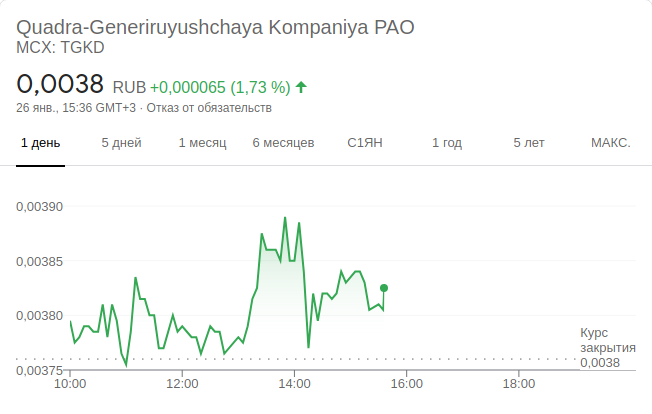 Quadra-Generiruyushchaya Kompaniya PAO
MCX: TGKD
0,0038 RUB +0,000065 (1,73 %) ↑
26 янв., 15:36 GMT+3 · Отказ от обязательств
1 день 5 дней 1 месяц 6 месяцев С1ЯН 1 год 5 лет МАКС.
0,00390
0,00385
0,00380
0,00375
Курс
закрытия
0,0038
10:00 12:00 14:00 16:00 18:00